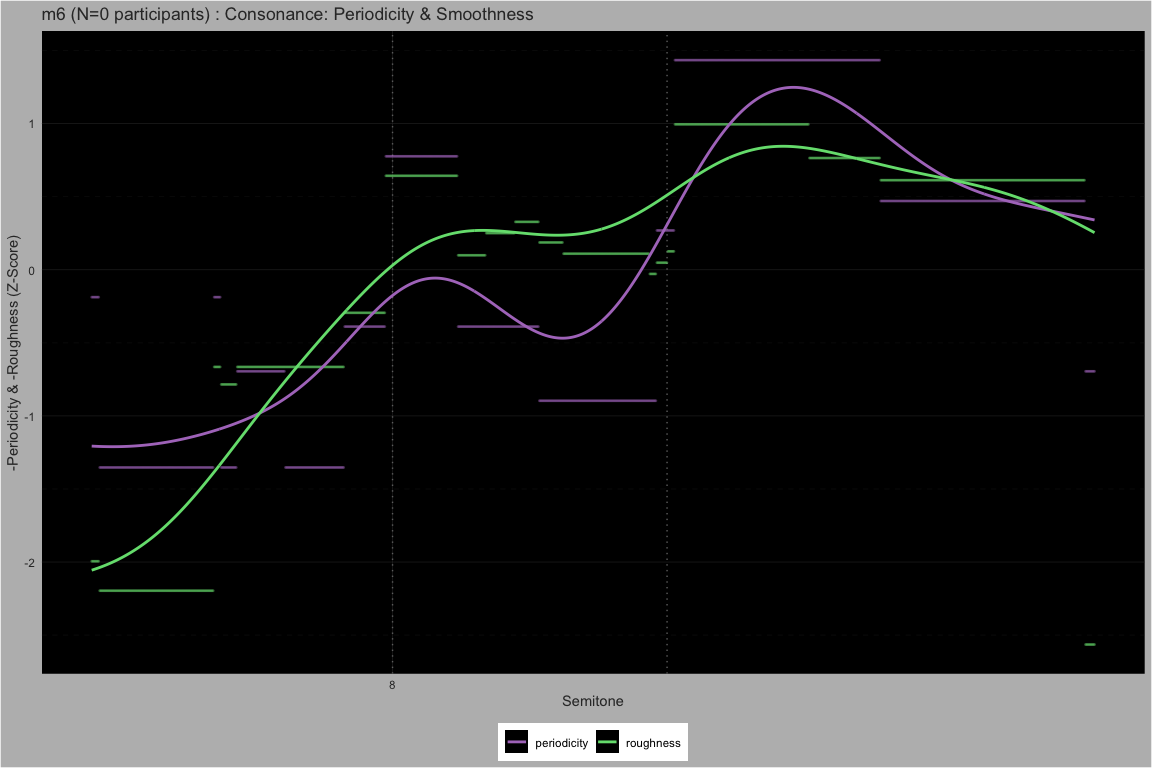 m6 (N=0 participants) : Consonance: Periodicity & Smoothness
-Periodicity & -Roughness (Z-Score)
1
0
-1
-2
8
Semitone
periodicity
roughness